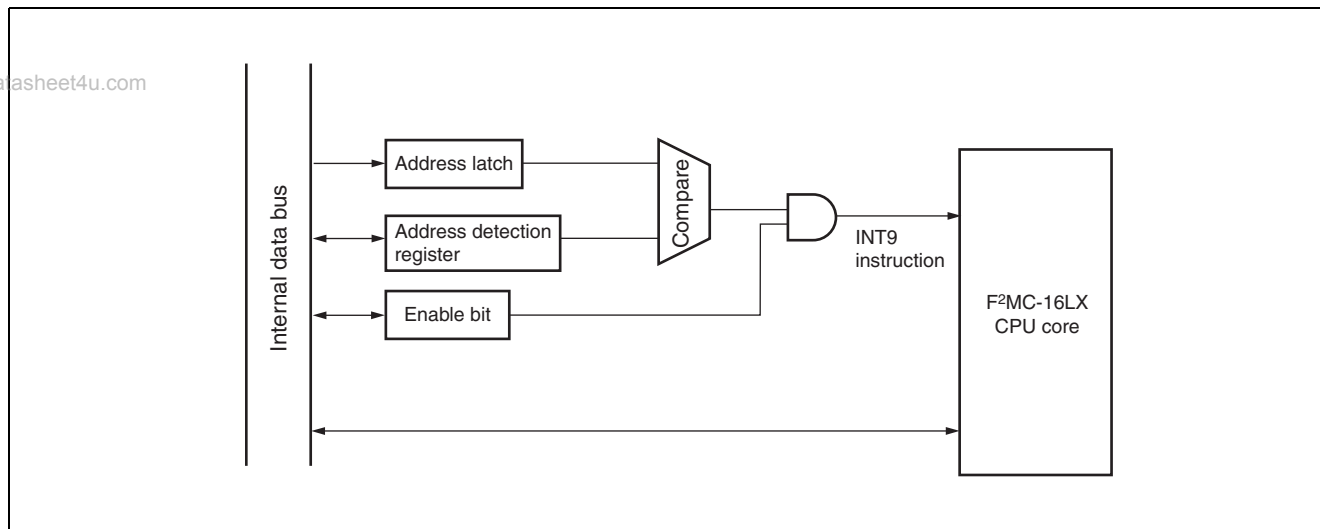 atasheet4u.com
Internal data bus
Address latch
Address detection
register
Enable bit
Compare
INT9
instruction
F²MC-16LX
CPU core